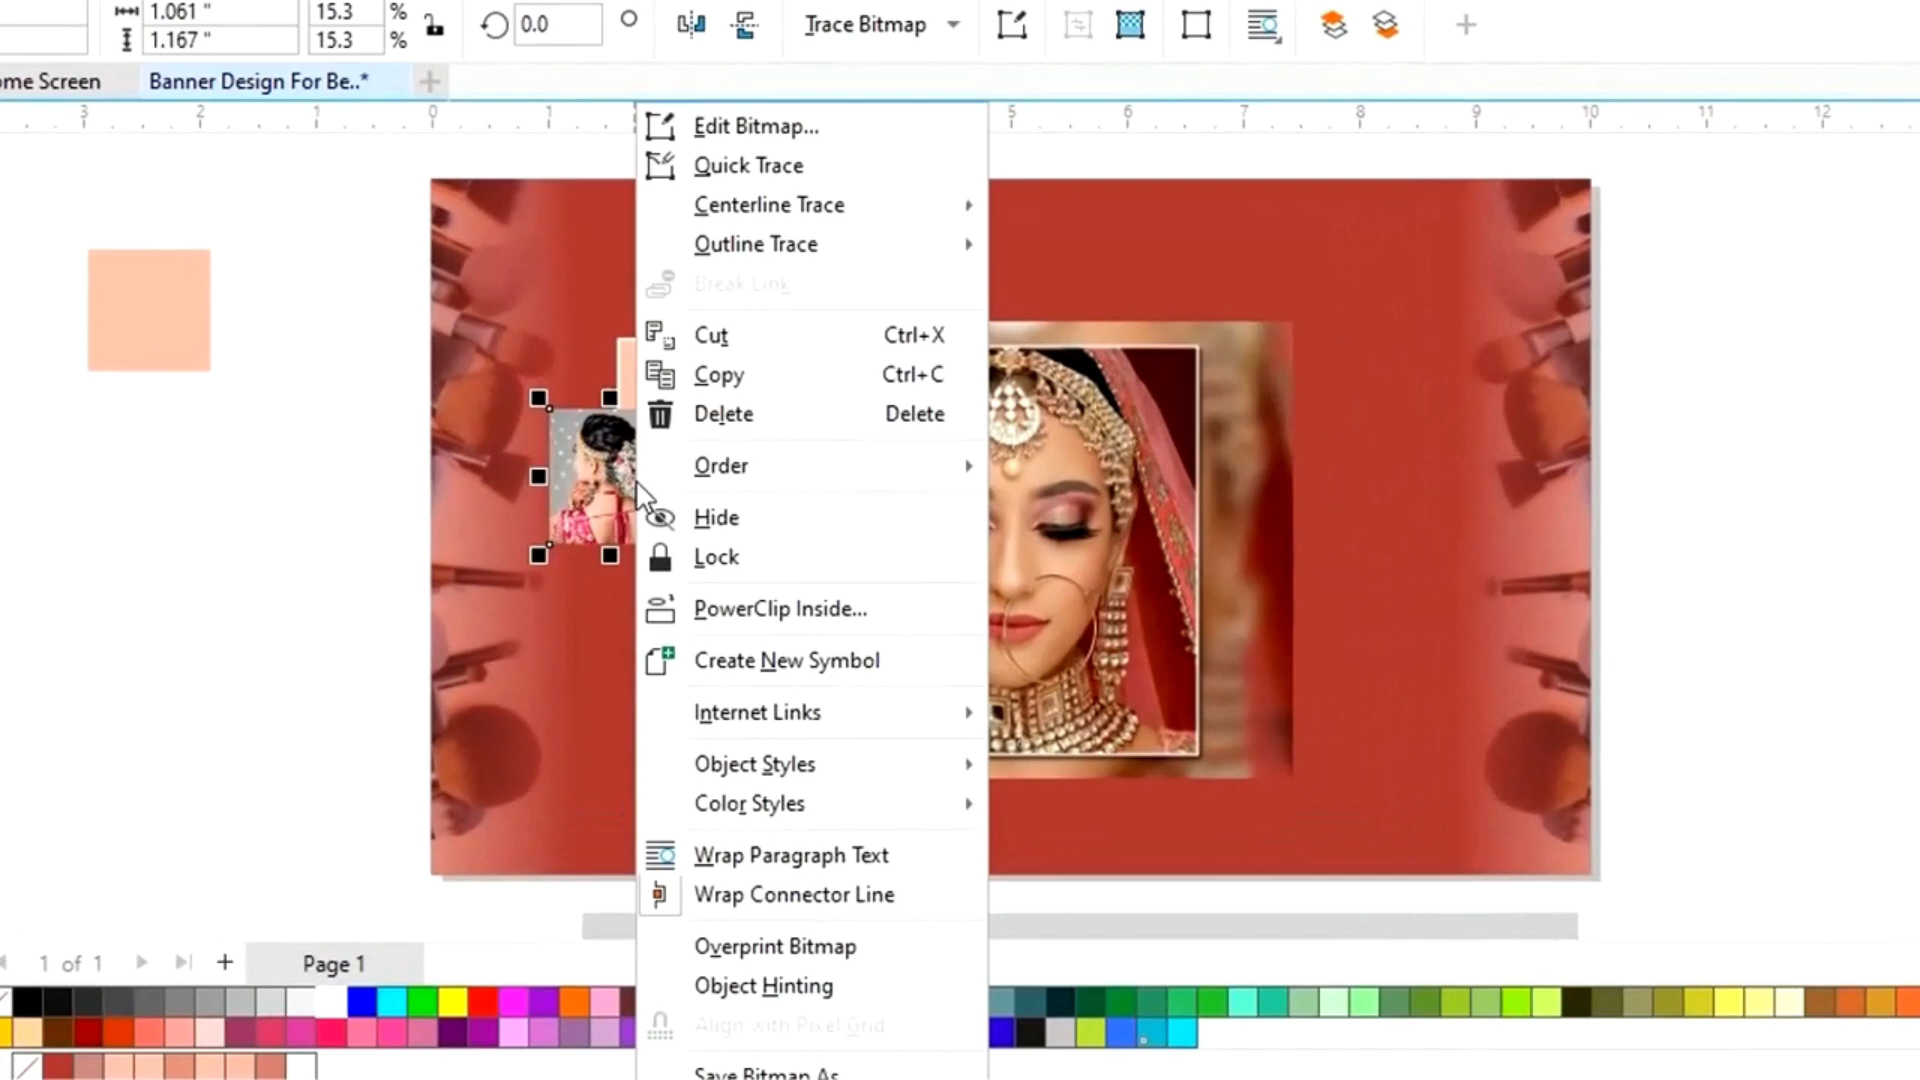 1.061 " 15.3 %
1.167 " 15.3 %
0.0
Trace Bitmap
ome Screen
Banner Design For Be..*
3 2 1 0 1 5 6 7 8 9 10 11 12
Edit Bitmap...
Quick Trace
Centerline Trace
Outline Trace
Break Link
Cut Ctrl+X
Copy Ctrl+C
Delete Delete
Order
Hide
Lock
PowerClip Inside...
Create New Symbol
Internet Links
Object Styles
Color Styles
Wrap Paragraph Text
Wrap Connector Line
Overprint Bitmap
Object Hinting
Align with Pixel Grid
Save Bitmap As
1 of 1
Page 1